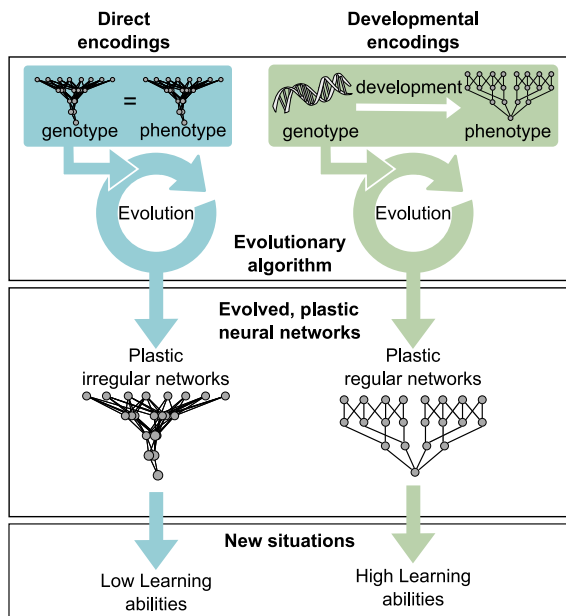 Direct
encodings
Developmental
encodings
=
genotype
phenotype
development
genotype
phenotype
Evolution
Evolution
Evolutionary
algorithm
Evolved, plastic
neural networks
Plastic
irregular networks
Plastic
regular networks
New situations
Low Learning
abilities
High Learning
abilities